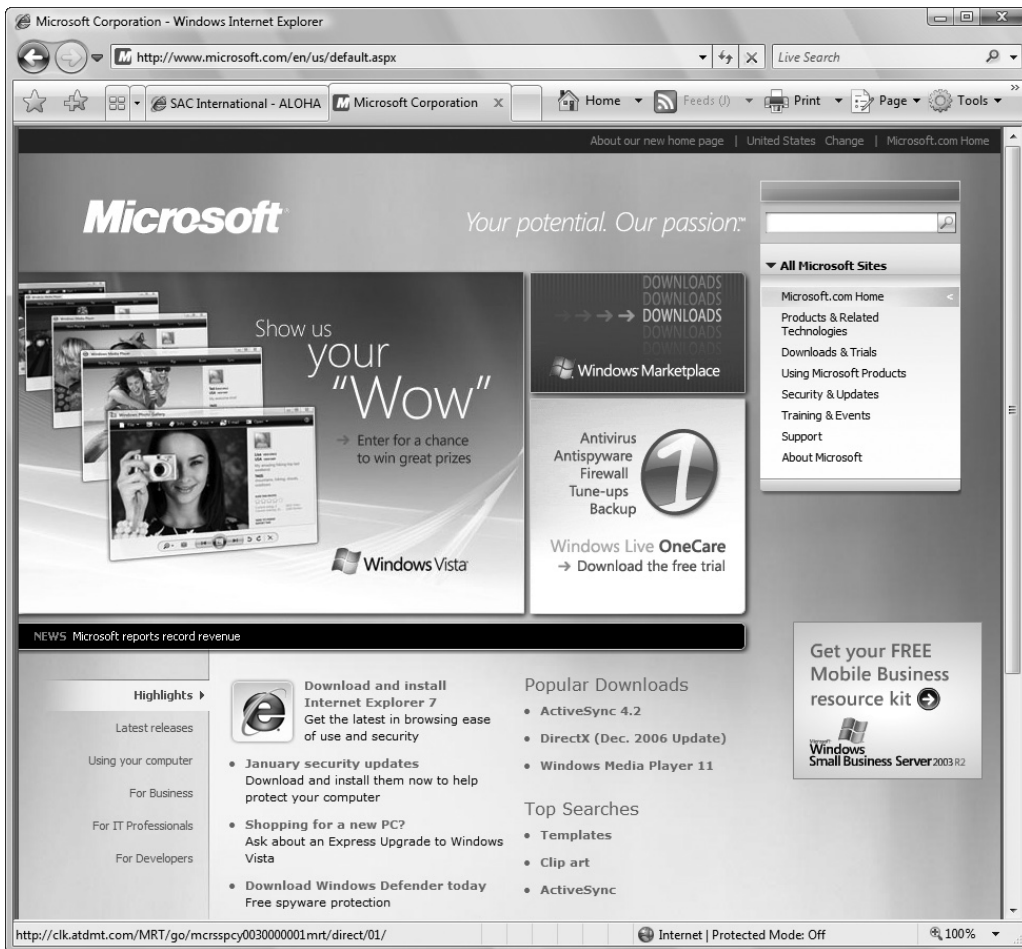 Microsoft Corporation - Windows Internet Explorer
http://www.microsoft.com/en/us/default.aspx
Live Search
SAC International - ALOHA
Microsoft Corporation
Home
Feeds (J)
Print
Page
Tools
About our new home page | United States Change | Microsoft.com Home
Microsoft
Your potential. Our passion.™
All Microsoft Sites
Microsoft.com Home
Products & Related
Technologies
Downloads & Trials
Using Microsoft Products
Security & Updates
Training & Events
Support
About Microsoft
Show us
your
“Wow”
Enter for a chance
to win great prizes
Windows Vista
DOWNLOADS
DOWNLOADS
DOWNLOADS
DOWNLOADS
DOWNLOADS
Windows Marketplace
Antivirus
Antispyware
Firewall
Tune-ups
Backup
1
Windows Live OneCare
Download the free trial
NEWS Microsoft reports record revenue
Highlights
Latest releases
Using your computer
For Business
For IT Professionals
For Developers
Download and install
Internet Explorer 7
Get the latest in browsing ease
of use and security
January security updates
Download and install them now to help
protect your computer
Shopping for a new PC?
Ask about an Express Upgrade to Windows
Vista
Download Windows Defender today
Free spyware protection
Popular Downloads
ActiveSync 4.2
DirectX (Dec. 2006 Update)
Windows Media Player 11
Top Searches
Templates
Clip art
ActiveSync
Get your FREE
Mobile Business
resource kit
Microsoft
Windows
Small Business Server 2003 R2
http://clk.atdmt.com/MRT/go/mcrsspcy0030000001mrt/direct/01/
Internet | Protected Mode: Off
100%